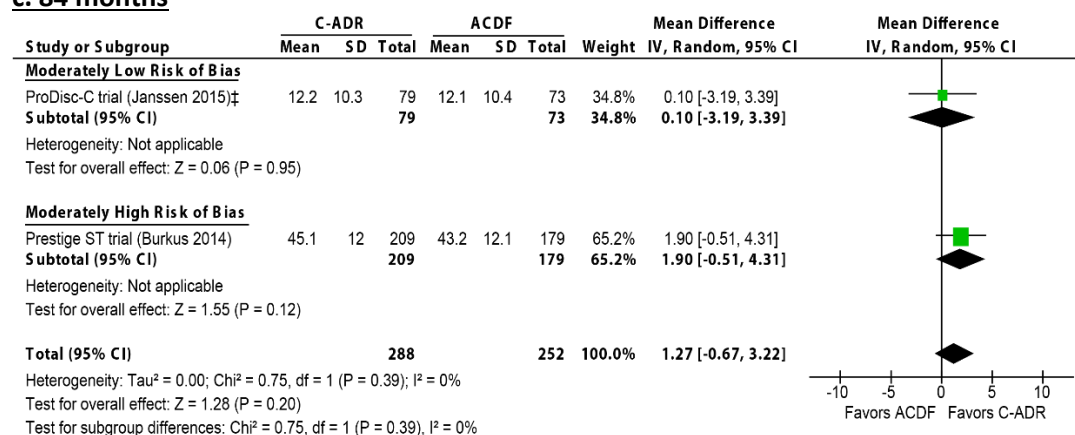 c. 84 months
C-ADR ACDF Mean Difference Mean Difference
Study or Subgroup Mean SD Total Mean SD Total Weight IV, Random, 95% CI IV, Random, 95% CI
Moderately Low Risk of Bias
ProDisc-C trial (Janssen 2015)‡ 12.2 10.3 79 12.1 10.4 73 34.8% 0.10 [-3.19, 3.39]
Subtotal (95% CI) 79 73 34.8% 0.10 [-3.19, 3.39]
Heterogeneity: Not applicable
Test for overall effect: Z = 0.06 (P = 0.95)
Moderately High Risk of Bias
Prestige ST trial (Burkus 2014) 45.1 12 209 43.2 12.1 179 65.2% 1.90 [-0.51, 4.31]
Subtotal (95% CI) 209 179 65.2% 1.90 [-0.51, 4.31]
Heterogeneity: Not applicable
Test for overall effect: Z = 1.55 (P = 0.12)
Total (95% CI) 288 252 100.0% 1.27 [-0.67, 3.22]
Heterogeneity: Tau² = 0.00; Chi² = 0.75, df = 1 (P = 0.39); I² = 0%
Test for overall effect: Z = 1.28 (P = 0.20)
Test for subgroup differences: Chi² = 0.75, df = 1 (P = 0.39), I² = 0%
-10 -5 0 5 10
Favors ACDF Favors C-ADR